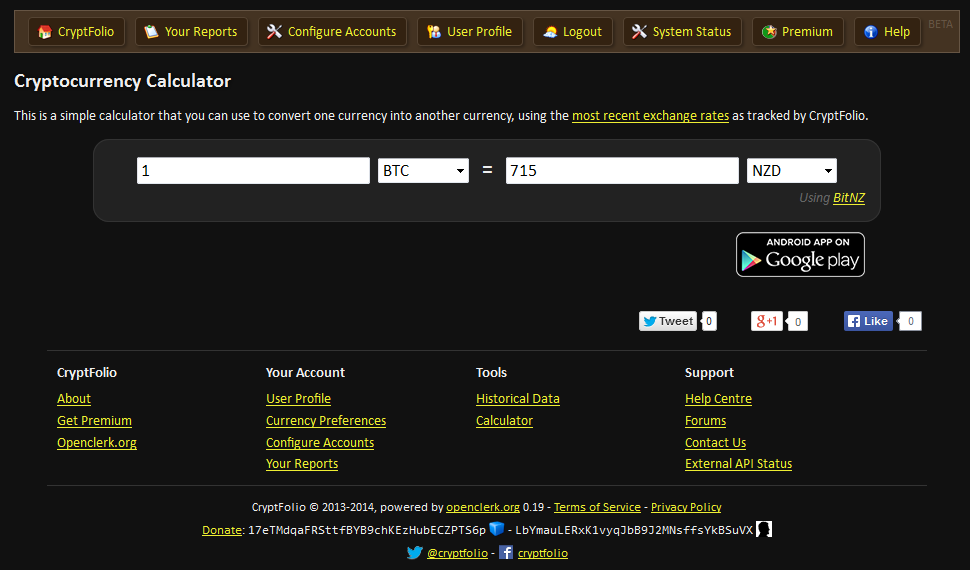 CryptFolio Your Reports Configure Accounts User Profile Logout System Status Premium Help BETA
Cryptocurrency Calculator
This is a simple calculator that you can use to convert one currency into another currency, using the most recent exchange rates as tracked by CryptFolio.
1 BTC = 715 NZD
Using BitNZ
ANDROID APP ON
Google play
Tweet 0 g+1 0 Like 0
CryptFolio Your Account Tools Support
About User Profile Historical Data Help Centre
Get Premium Currency Preferences Calculator Forums
Openclerk.org Configure Accounts Contact Us
Your Reports External API Status
CryptFolio © 2013-2014, powered by openclerk.org 0.19 - Terms of Service - Privacy Policy
Donate: 17eTMdqaFRSttfBYB9chKEzHubECZPTS6p - LbYmauLERxK1vyqJbB9J2MNsffsYkBSuVX
@cryptfolio - cryptfolio